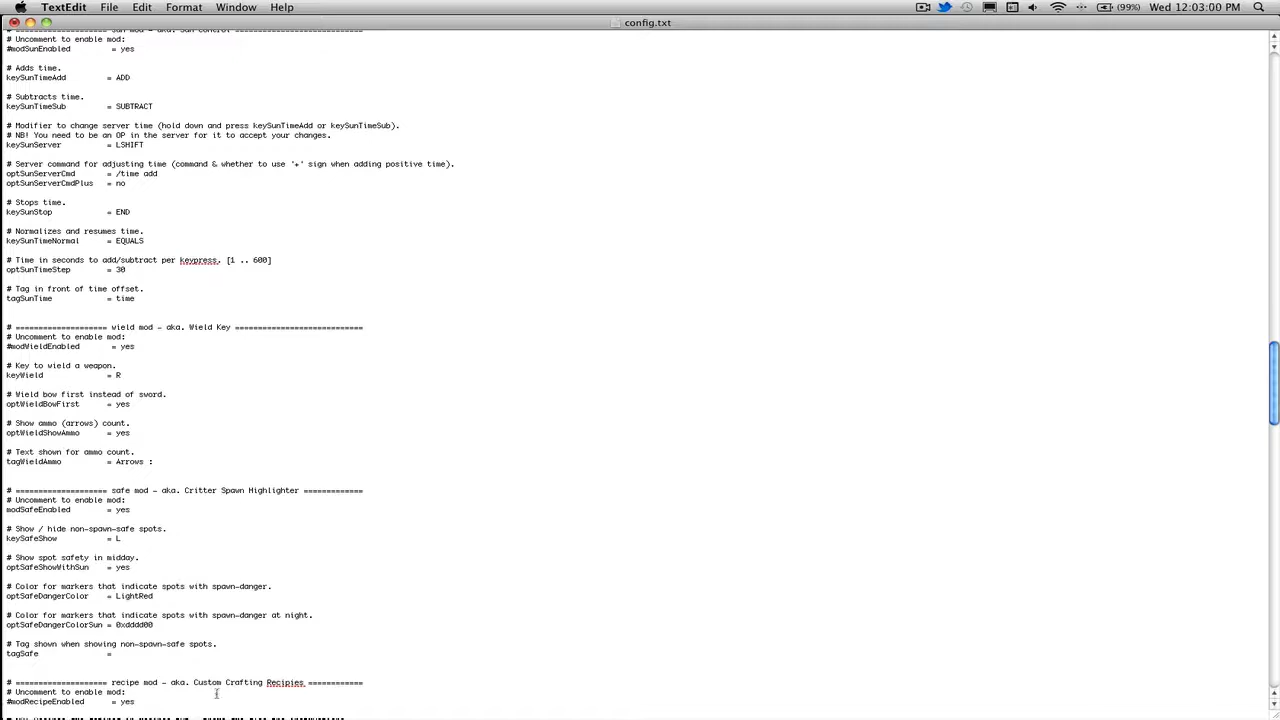 TextEdit File Edit Format Window Help (99%) Wed 12:03:00 PM
config.txt
# ==================== sun mod - aka. Sun Control ============================
# Uncomment to enable mod:
#modSunEnabled = yes
# Adds time.
keySunTimeAdd = ADD
# Subtracts time.
keySunTimeSub = SUBTRACT
# Modifier to change server time (hold down and press keySunTimeAdd or keySunTimeSub).
# NB! You need to be an OP in the server for it to accept your changes.
keySunServer = LSHIFT
# Server command for adjusting time (command & whether to use '+' sign when adding positive time).
optSunServerCmd = /time add
optSunServerCmdPlus = no
# Stops time.
keySunStop = END
# Normalizes and resumes time.
keySunTimeNormal = EQUALS
# Time in seconds to add/subtract per keypress. [1 .. 600]
optSunTimeStep = 30
# Tag in front of time offset.
tagSunTime = time
# ==================== wield mod - aka. Wield Key ============================
# Uncomment to enable mod:
#modWieldEnabled = yes
# Key to wield a weapon.
keyWield = R
# Wield bow first instead of sword.
optWieldBowFirst = yes
# Show ammo (arrows) count.
optWieldShowAmmo = yes
# Text shown for ammo count.
tagWieldAmmo = Arrows :
# ==================== safe mod - aka. Critter Spawn Highlighter =============
# Uncomment to enable mod:
modSafeEnabled = yes
# Show / hide non-spawn-safe spots.
keySafeShow = L
# Show spot safety in midday.
optSafeShowWithSun = yes
# Color for markers that indicate spots with spawn-danger.
optSafeDangerColor = LightRed
# Color for markers that indicate spots with spawn-danger at night.
optSafeDangerColorSun = 0xdddd00
# Tag shown when showing non-spawn-safe spots.
tagSafe =
# ==================== recipe mod - aka. Custom Crafting Recipies ============
# Uncomment to enable mod:
#modRecipeEnabled = yes